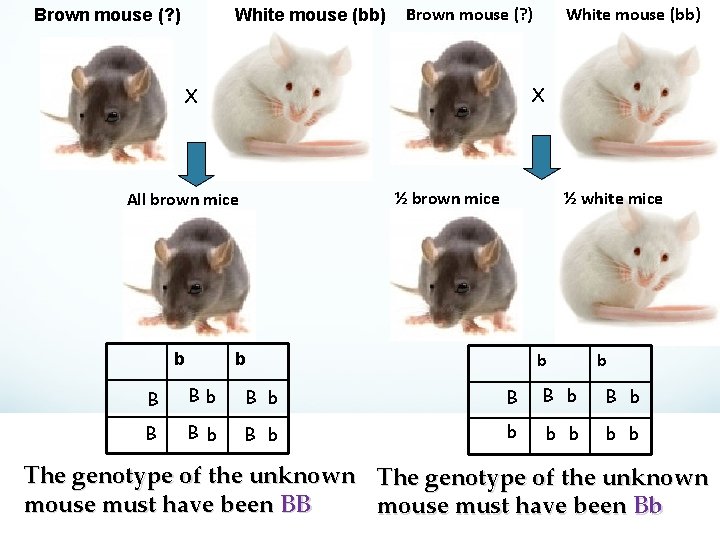 Brown mouse (?)
White mouse (bb)
X
All brown mice
b b
B B b B b
B B b B b
The genotype of the unknown
mouse must have been BB
Brown mouse (?)
White mouse (bb)
X
½ brown mice
½ white mice
b b
B B b B b
b b b b b
The genotype of the unknown
mouse must have been Bb